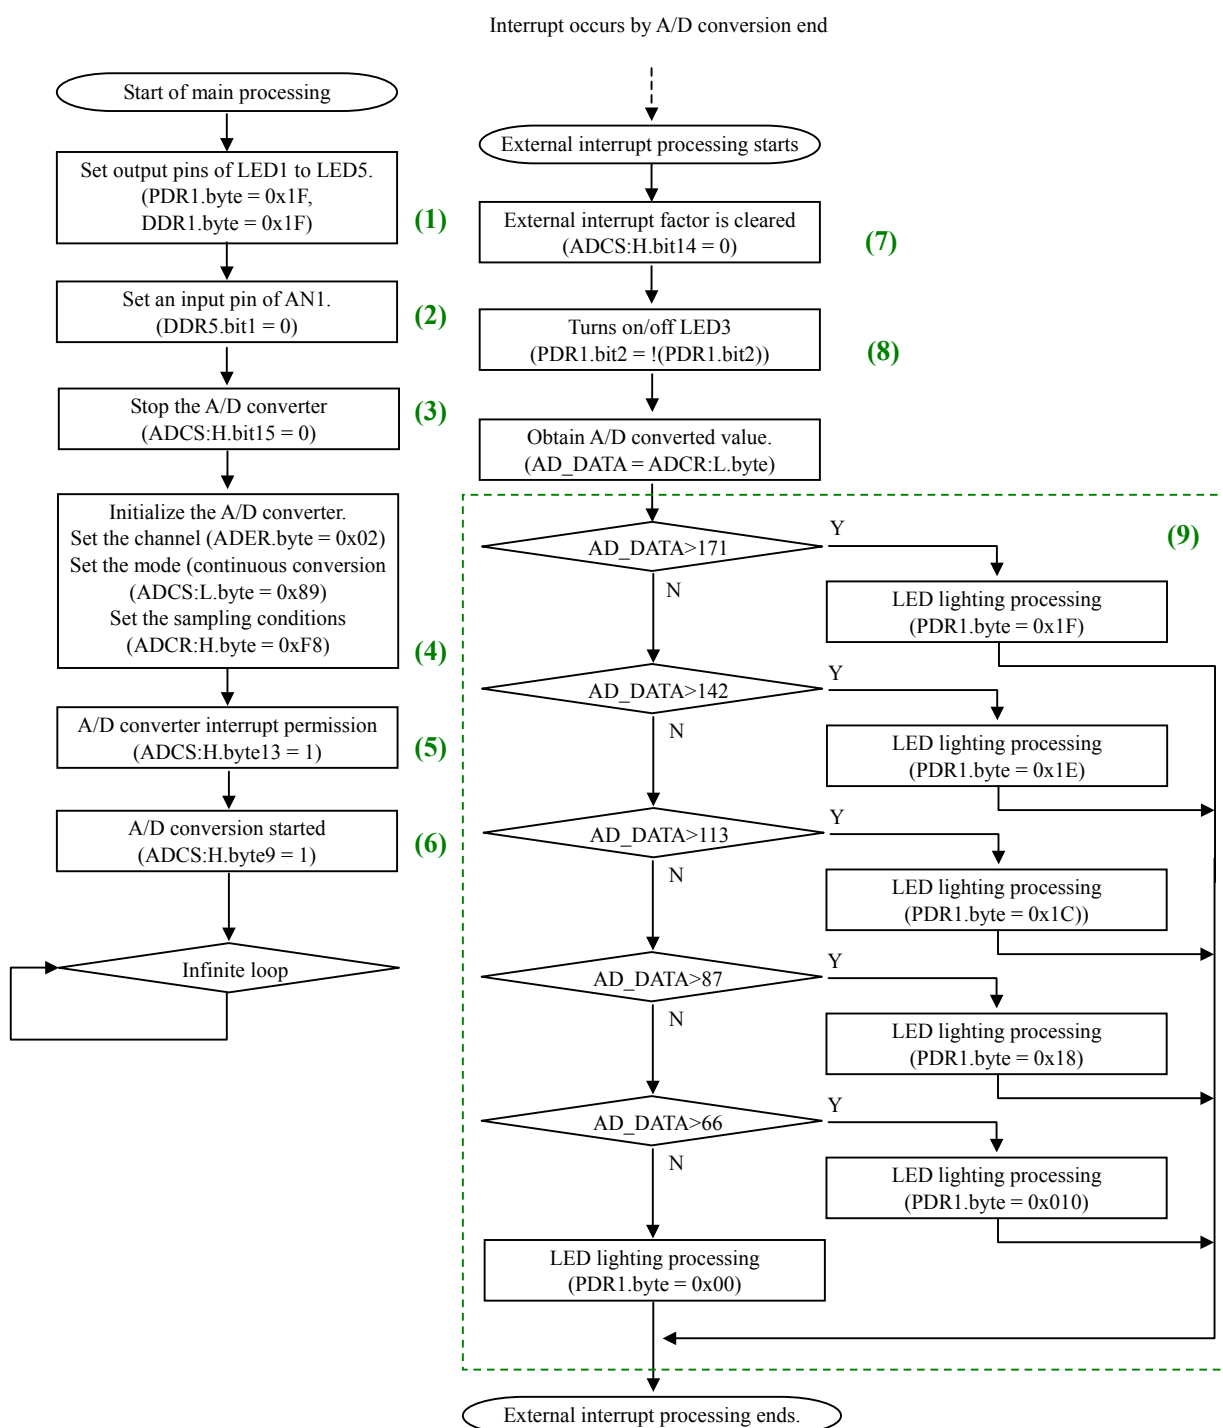 Interrupt occurs by A/D conversion end
Start of main processing
Set output pins of LED1 to LED5.
(PDR1.byte = 0x1F,
DDR1.byte = 0x1F)
(1)
Set an input pin of AN1.
(DDR5.bit1 = 0)
(2)
Stop the A/D converter
(ADCS:H.bit15 = 0)
(3)
Initialize the A/D converter.
Set the channel (ADER.byte = 0x02)
Set the mode (continuous conversion
(ADCS:L.byte = 0x89)
Set the sampling conditions
(ADCR:H.byte = 0xF8)
(4)
A/D converter interrupt permission
(ADCS:H.byte13 = 1)
(5)
A/D conversion started
(ADCS:H.byte9 = 1)
(6)
Infinite loop
External interrupt processing starts
External interrupt factor is cleared
(ADCS:H.bit14 = 0)
(7)
Turns on/off LED3
(PDR1.bit2 = !(PDR1.bit2))
(8)
Obtain A/D converted value.
(AD_DATA = ADCR:L.byte)
(9)
AD_DATA>171
Y
N
LED lighting processing
(PDR1.byte = 0x1F)
AD_DATA>142
Y
N
LED lighting processing
(PDR1.byte = 0x1E)
AD_DATA>113
Y
N
LED lighting processing
(PDR1.byte = 0x1C))
AD_DATA>87
Y
N
LED lighting processing
(PDR1.byte = 0x18)
AD_DATA>66
Y
N
LED lighting processing
(PDR1.byte = 0x010)
LED lighting processing
(PDR1.byte = 0x00)
External interrupt processing ends.